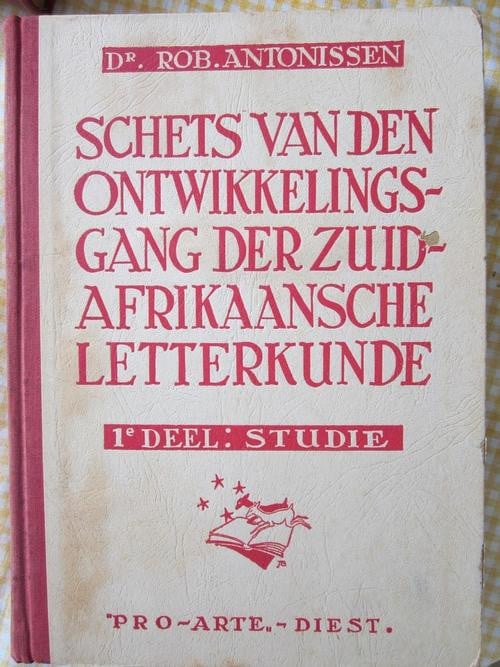 DR. ROB. ANTONISSEN
SCHETS VAN DEN
ONTWIKKELINGS-
GANG DER ZUID-
AFRIKAANSCHE
LETTERKUNDE
1e DEEL: STUDIE
"PRO-ARTE„- DIEST.